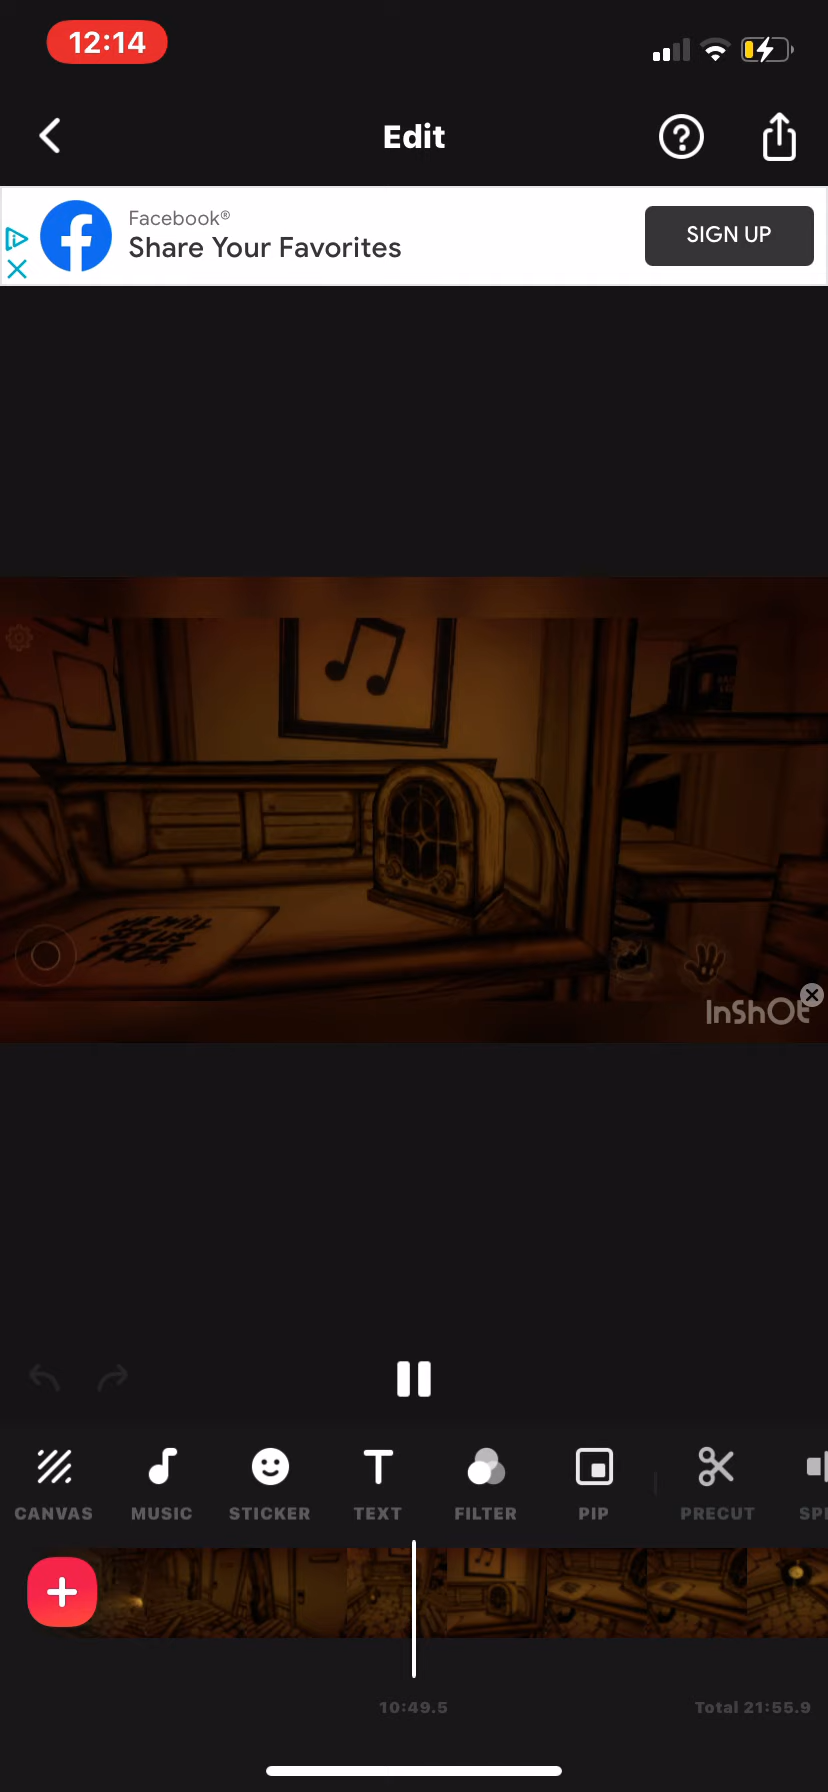 12:14
Edit
Facebook®
Share Your Favorites
SIGN UP
InShOt
CANVAS
MUSIC
STICKER
TEXT
FILTER
PIP
PRECUT
10:49.5
Total 21:55.9